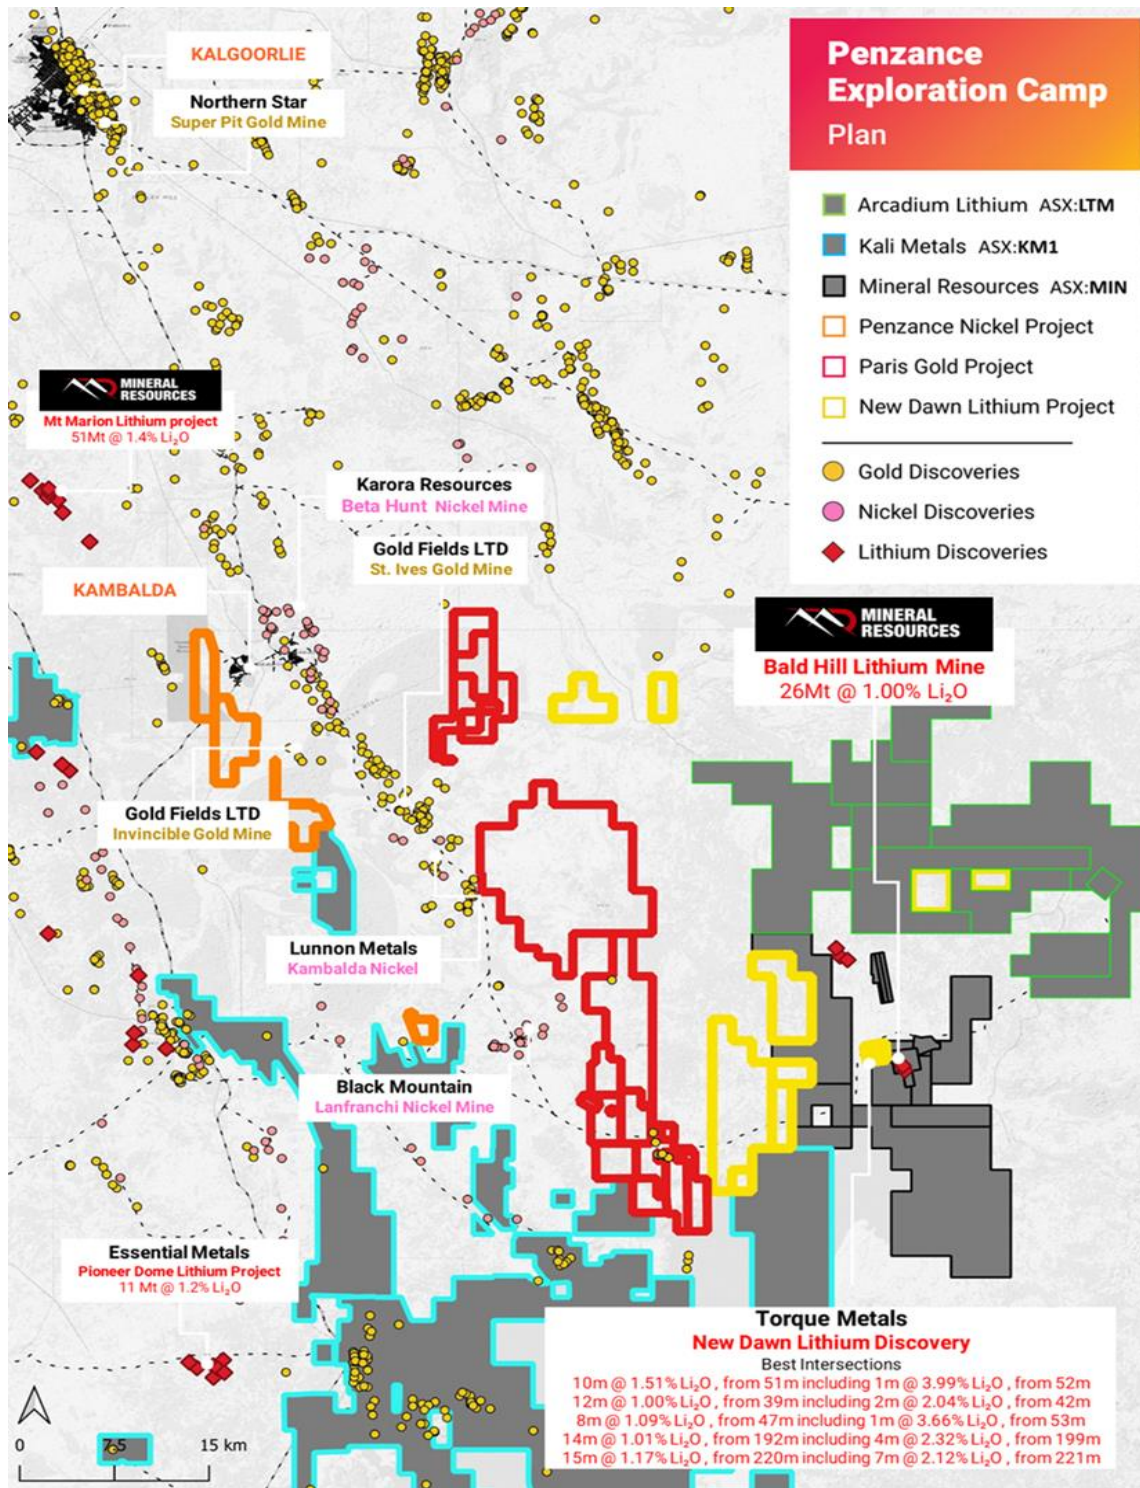 Penzance
Exploration Camp
Plan
Arcadium Lithium ASX:LTM
Kali Metals ASX:KM1
Mineral Resources ASX:MIN
Penzance Nickel Project
Paris Gold Project
New Dawn Lithium Project
Gold Discoveries
Nickel Discoveries
Lithium Discoveries
KALGOORLIE
Northern Star
Super Pit Gold Mine
MINERAL
RESOURCES
Mt Marion Lithium project
51Mt @ 1.4% Li₂O
Karora Resources
Beta Hunt Nickel Mine
Gold Fields LTD
St. Ives Gold Mine
KAMBALDA
MINERAL
RESOURCES
Bald Hill Lithium Mine
26Mt @ 1.00% Li₂O
Gold Fields LTD
Invincible Gold Mine
Lunnon Metals
Kambalda Nickel
Black Mountain
Lanfranchi Nickel Mine
Essential Metals
Pioneer Dome Lithium Project
11 Mt @ 1.2% Li₂O
Torque Metals
New Dawn Lithium Discovery
Best Intersections
10m @ 1.51% Li₂O , from 51m including 1m @ 3.99% Li₂O , from 52m
12m @ 1.00% Li₂O , from 39m including 2m @ 2.04% Li₂O , from 42m
8m @ 1.09% Li₂O , from 47m including 1m @ 3.66% Li₂O , from 53m
14m @ 1.01% Li₂O , from 192m including 4m @ 2.32% Li₂O , from 199m
15m @ 1.17% Li₂O , from 220m including 7m @ 2.12% Li₂O , from 221m
0 7.5 15 km